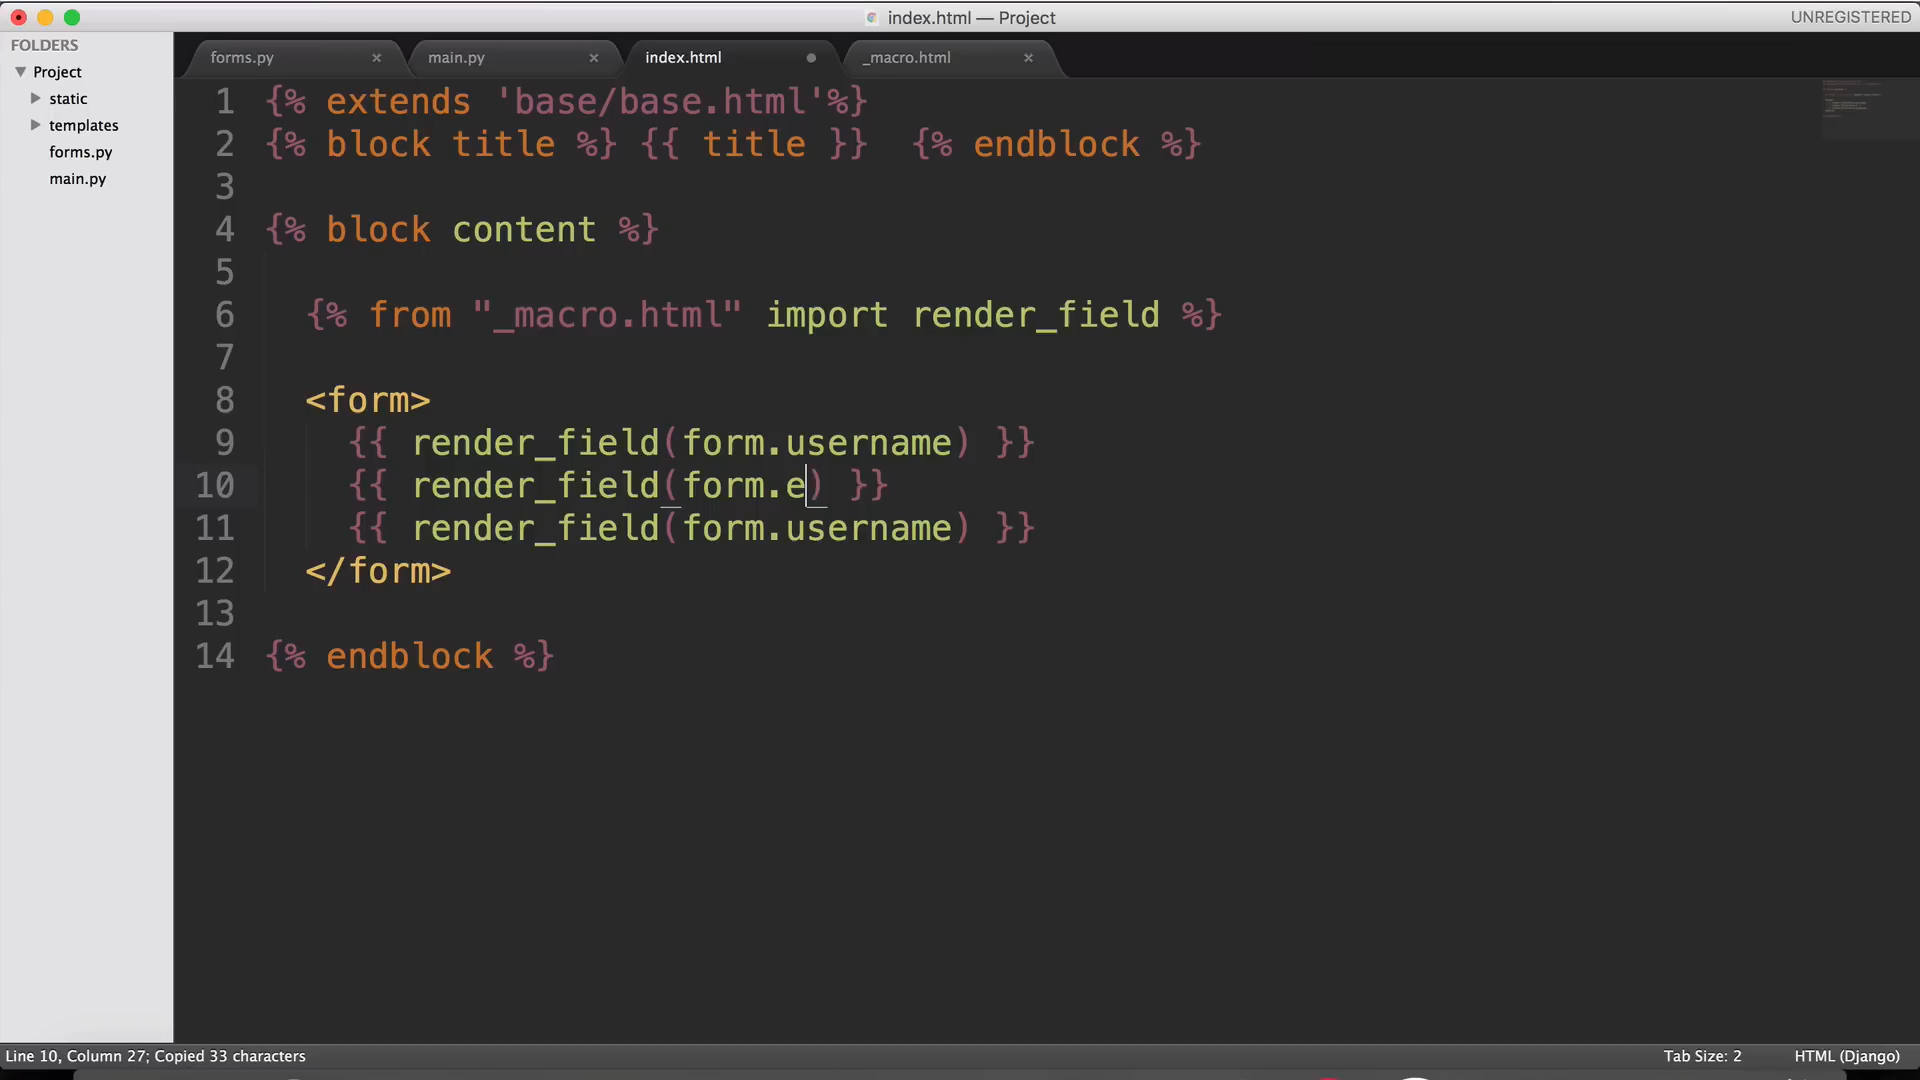 index.html — Project
UNREGISTERED
FOLDERS
Project
static
templates
forms.py
main.py
forms.py
main.py
index.html
_macro.html
1 {% extends 'base/base.html'%}
2 {% block title %} {{ title }}  {% endblock %}
3
4 {% block content %}
5
6 {% from "_macro.html" import render_field %}
7
8 <form>
9 {{ render_field(form.username) }}
10 {{ render_field(form.e) }}
11 {{ render_field(form.username) }}
12 </form>
13
14 {% endblock %}
Line 10, Column 27; Copied 33 characters
Tab Size: 2
HTML (Django)